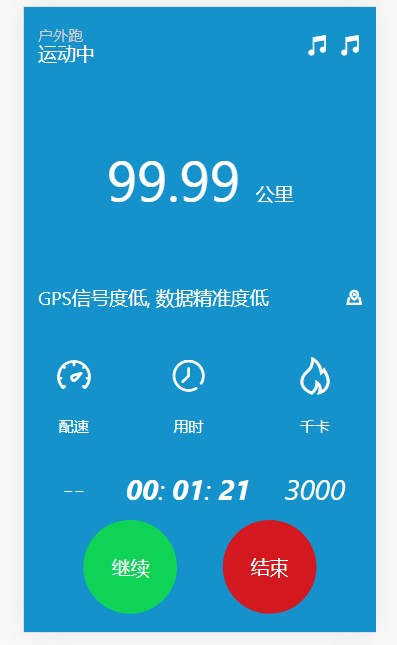 户外跑
运动中
99.99 公里
GPS信号度低, 数据精准度低
配速 用时 千卡
-- 00: 01: 21 3000
继续 结束